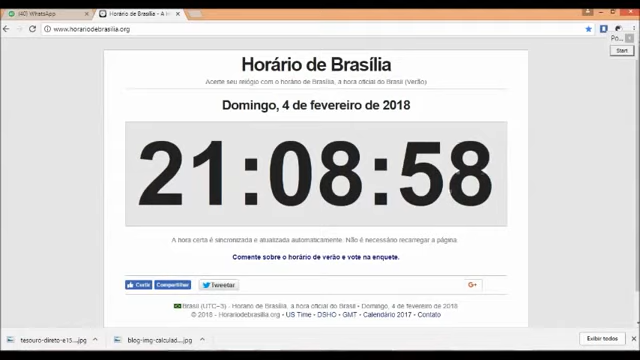 (40) WhatsApp
Horário de Brasília - A H
www.horariodebrasilia.org
Start
Horário de Brasília
Acerte seu relógio com o horário de Brasília, a hora oficial do Brasil (Verão)
Domingo, 4 de fevereiro de 2018
21:08:58
A hora certa é sincronizada e atualizada automaticamente. Não é necessário recarregar a página.
Comente sobre o horário de verão e vote na enquete.
Curtir Compartilhar Tweetar G+
Brasil (UTC-3) - Horário de Brasília, a hora oficial do Brasil • Domingo, 4 de fevereiro de 2018
© 2018 - Horariodebrasilia.org • US Time • DSHO • GMT • Calendário 2017 • Contato
tesouro-direto-e15....jpg
blog-img-calculad....jpg
Exibir todos